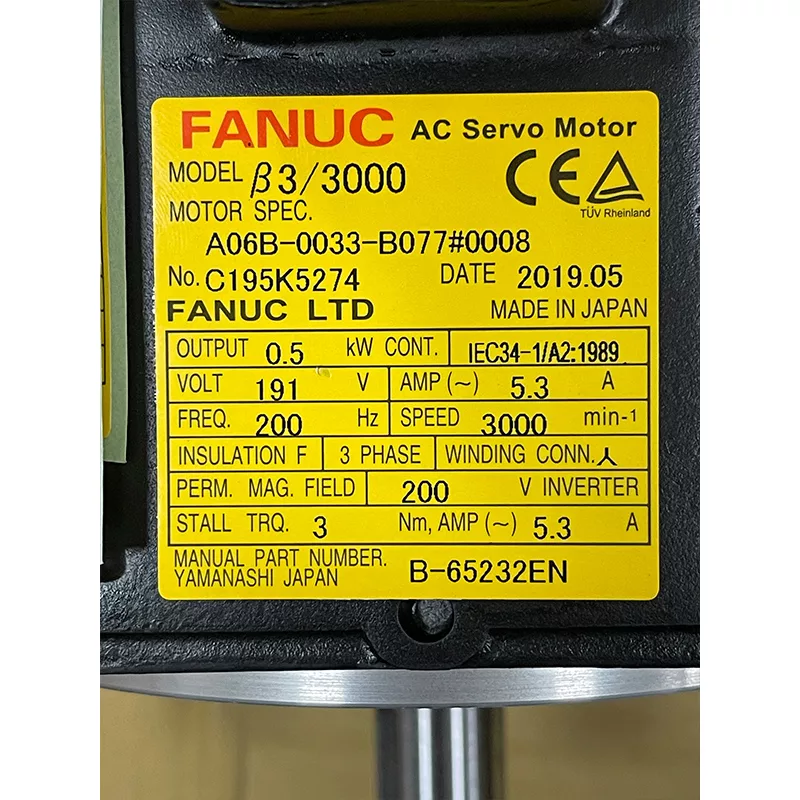 FANUC AC Servo Motor
MODEL β3/3000
TÜV Rheinland
MOTOR SPEC.
A06B-0033-B077#0008
No. C195K5274 DATE 2019.05
FANUC LTD MADE IN JAPAN
OUTPUT 0.5 kW CONT. IEC34-1/A2:1989
VOLT 191 V AMP (~) 5.3 A
FREQ. 200 Hz SPEED 3000 min-1
INSULATION F 3 PHASE WINDING CONN. 人
PERM. MAG. FIELD 200 V INVERTER
STALL TRQ. 3 Nm, AMP (~) 5.3 A
MANUAL PART NUMBER. B-65232EN
YAMANASHI JAPAN